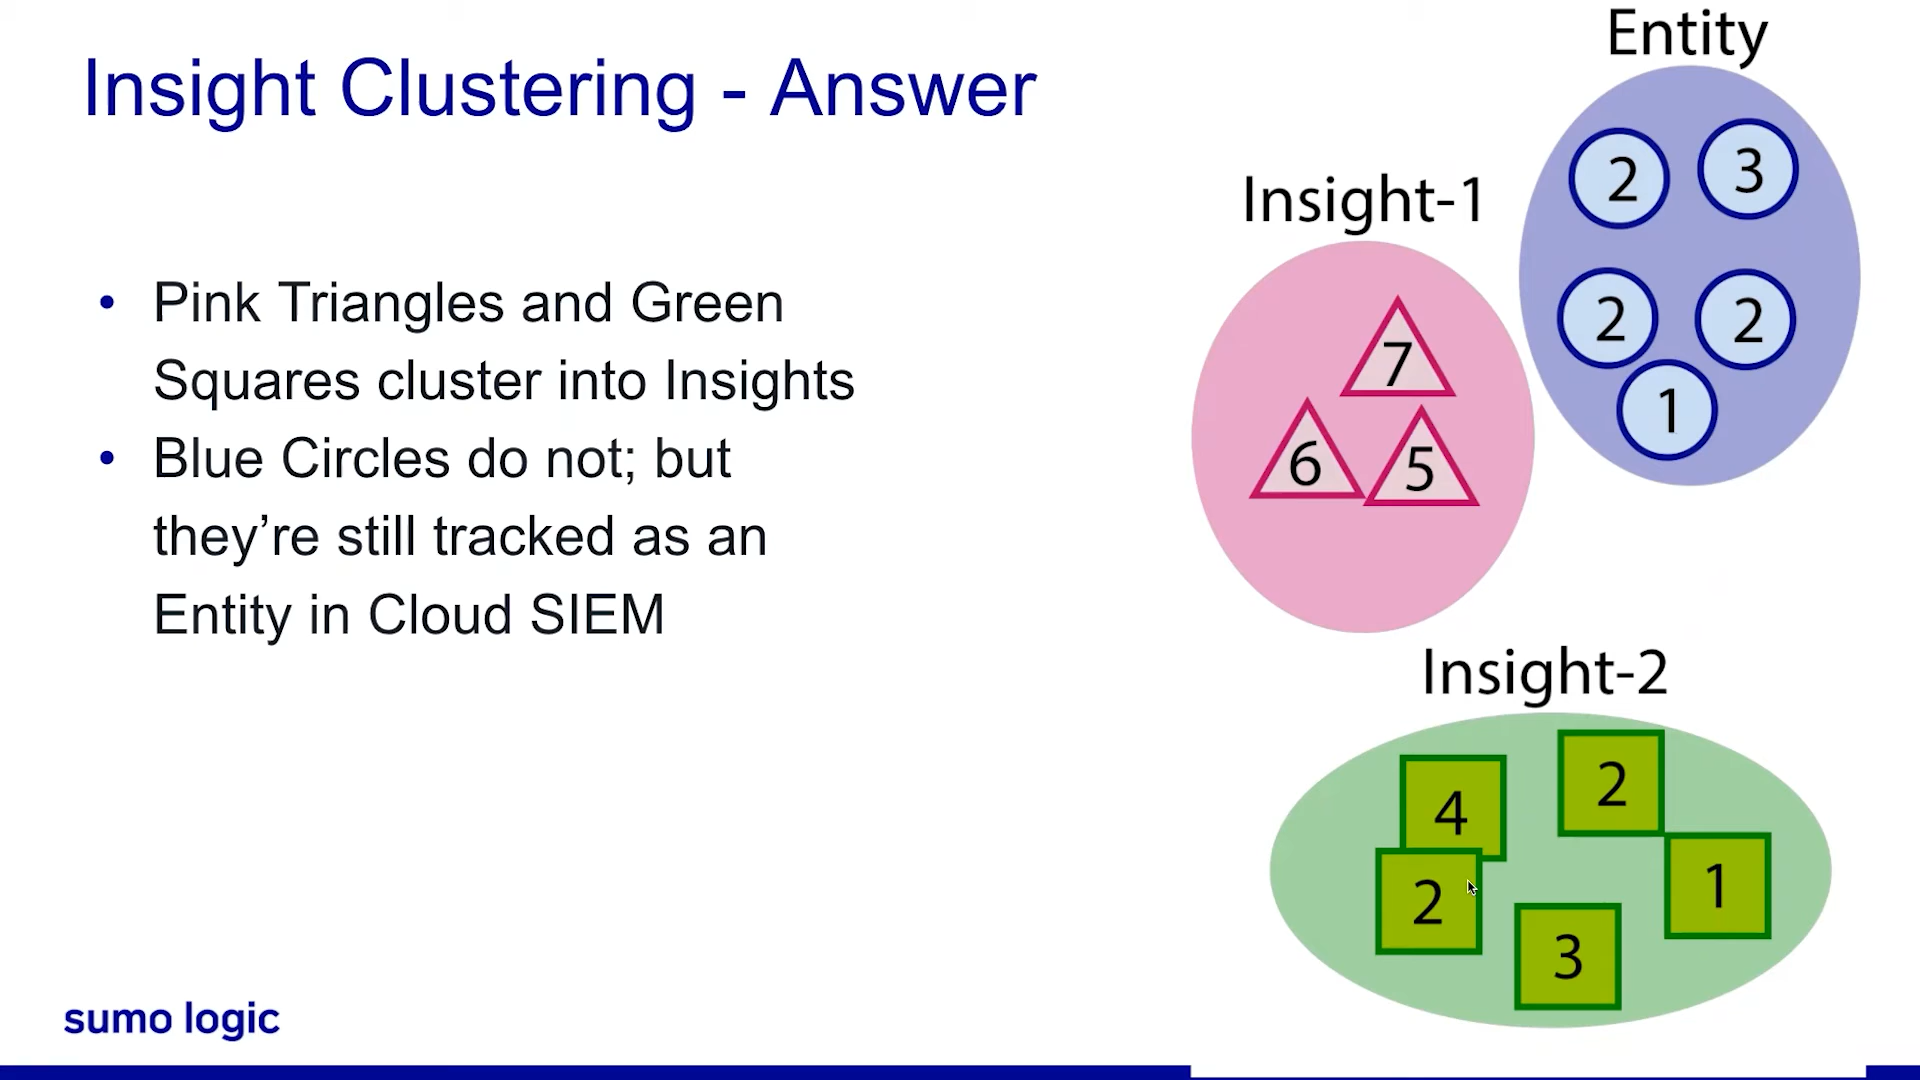 Insight Clustering - Answer
• Pink Triangles and Green
Squares cluster into Insights
• Blue Circles do not; but
they’re still tracked as an
Entity in Cloud SIEM
Entity
2 3
2 2
1
Insight-1
7
6 5
Insight-2
4 2
2 1
3
sumo logic